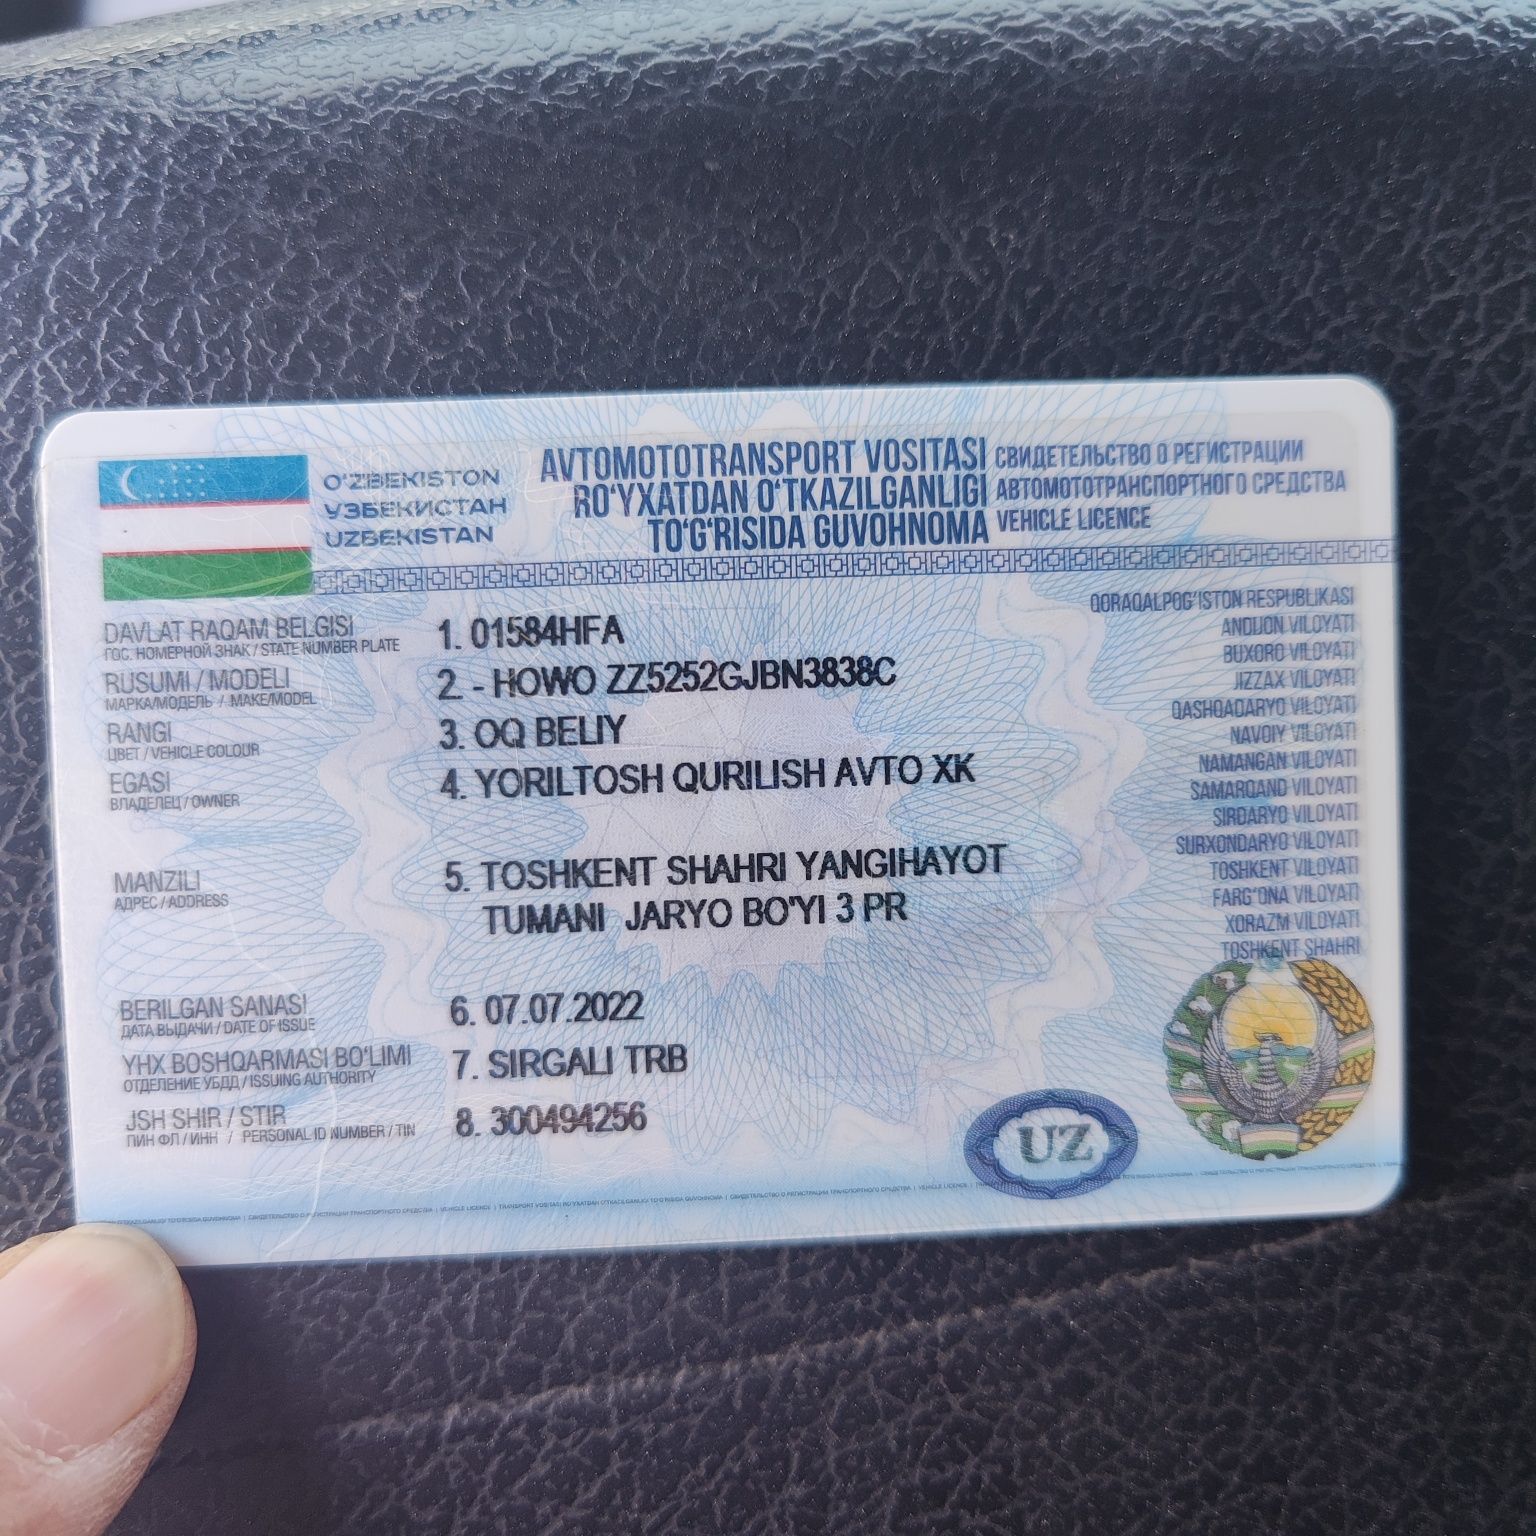 O'ZBEKISTON
УЗБЕКИСТАН
UZBEKISTAN
AVTOMOTOTRANSPORT VOSITASI
RO'YXATDAN O'TKAZILGANLIGI
TO'G'RISIDA GUVOHNOMA
СВИДЕТЕЛЬСТВО О РЕГИСТРАЦИИ
АВТОМОТОТРАНСПОРТНОГО СРЕДСТВА
VEHICLE LICENCE
DAVLAT RAQAM BELGISI
ГОС. НОМЕРНОЙ ЗНАК / STATE NUMBER PLATE
1. 01584HFA
RUSUMI / MODELI
МАРКА/МОДЕЛЬ / MAKE/MODEL
2. - HOWO ZZ5252GJBN3838C
RANGI
ЦВЕТ / VEHICLE COLOUR
3. OQ BELIY
EGASI
ВЛАДЕЛЕЦ / OWNER
4. YORILTOSH QURILISH AVTO XK
MANZILI
АДРЕС / ADDRESS
5. TOSHKENT SHAHRI YANGIHAYOT
TUMANI JARYO BO'YI 3 PR
BERILGAN SANASI
ДАТА ВЫДАЧИ / DATE OF ISSUE
6. 07.07.2022
YHX BOSHQARMASI BO'LIMI
ОТДЕЛЕНИЕ УБДД / ISSUING AUTHORITY
7. SIRGALI TRB
JSH SHIR / STIR
ПИН ФЛ / ИНН / PERSONAL ID NUMBER / TIN
8. 300494256
QORAQALPOG'ISTON RESPUBLIKASI
ANDIJON VILOYATI
BUXORO VILOYATI
JIZZAX VILOYATI
QASHQADARYO VILOYATI
NAVOIY VILOYATI
NAMANGAN VILOYATI
SAMARQAND VILOYATI
SIRDARYO VILOYATI
SURXONDARYO VILOYATI
TOSHKENT VILOYATI
FARG'ONA VILOYATI
XORAZM VILOYATI
TOSHKENT SHAHRI
UZ